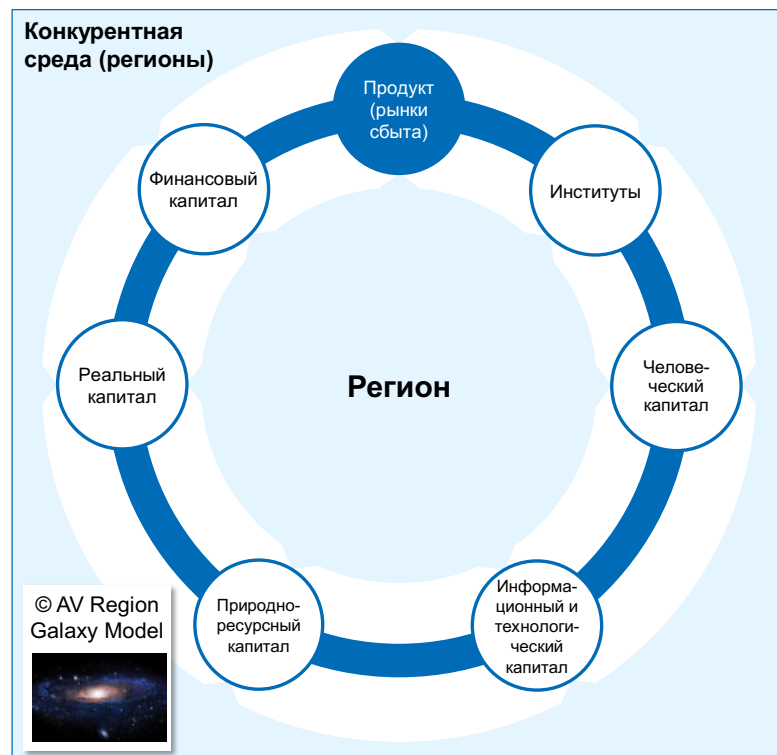 Конкурентная
среда (регионы)
Продукт
(рынки
сбыта)
Институты
Челове-
ческий
капитал
Информа-
ционный и
технологи-
ческий
капитал
Природно-
ресурсный
капитал
Реальный
капитал
Финансовый
капитал
Регион
© AV Region
Galaxy Model